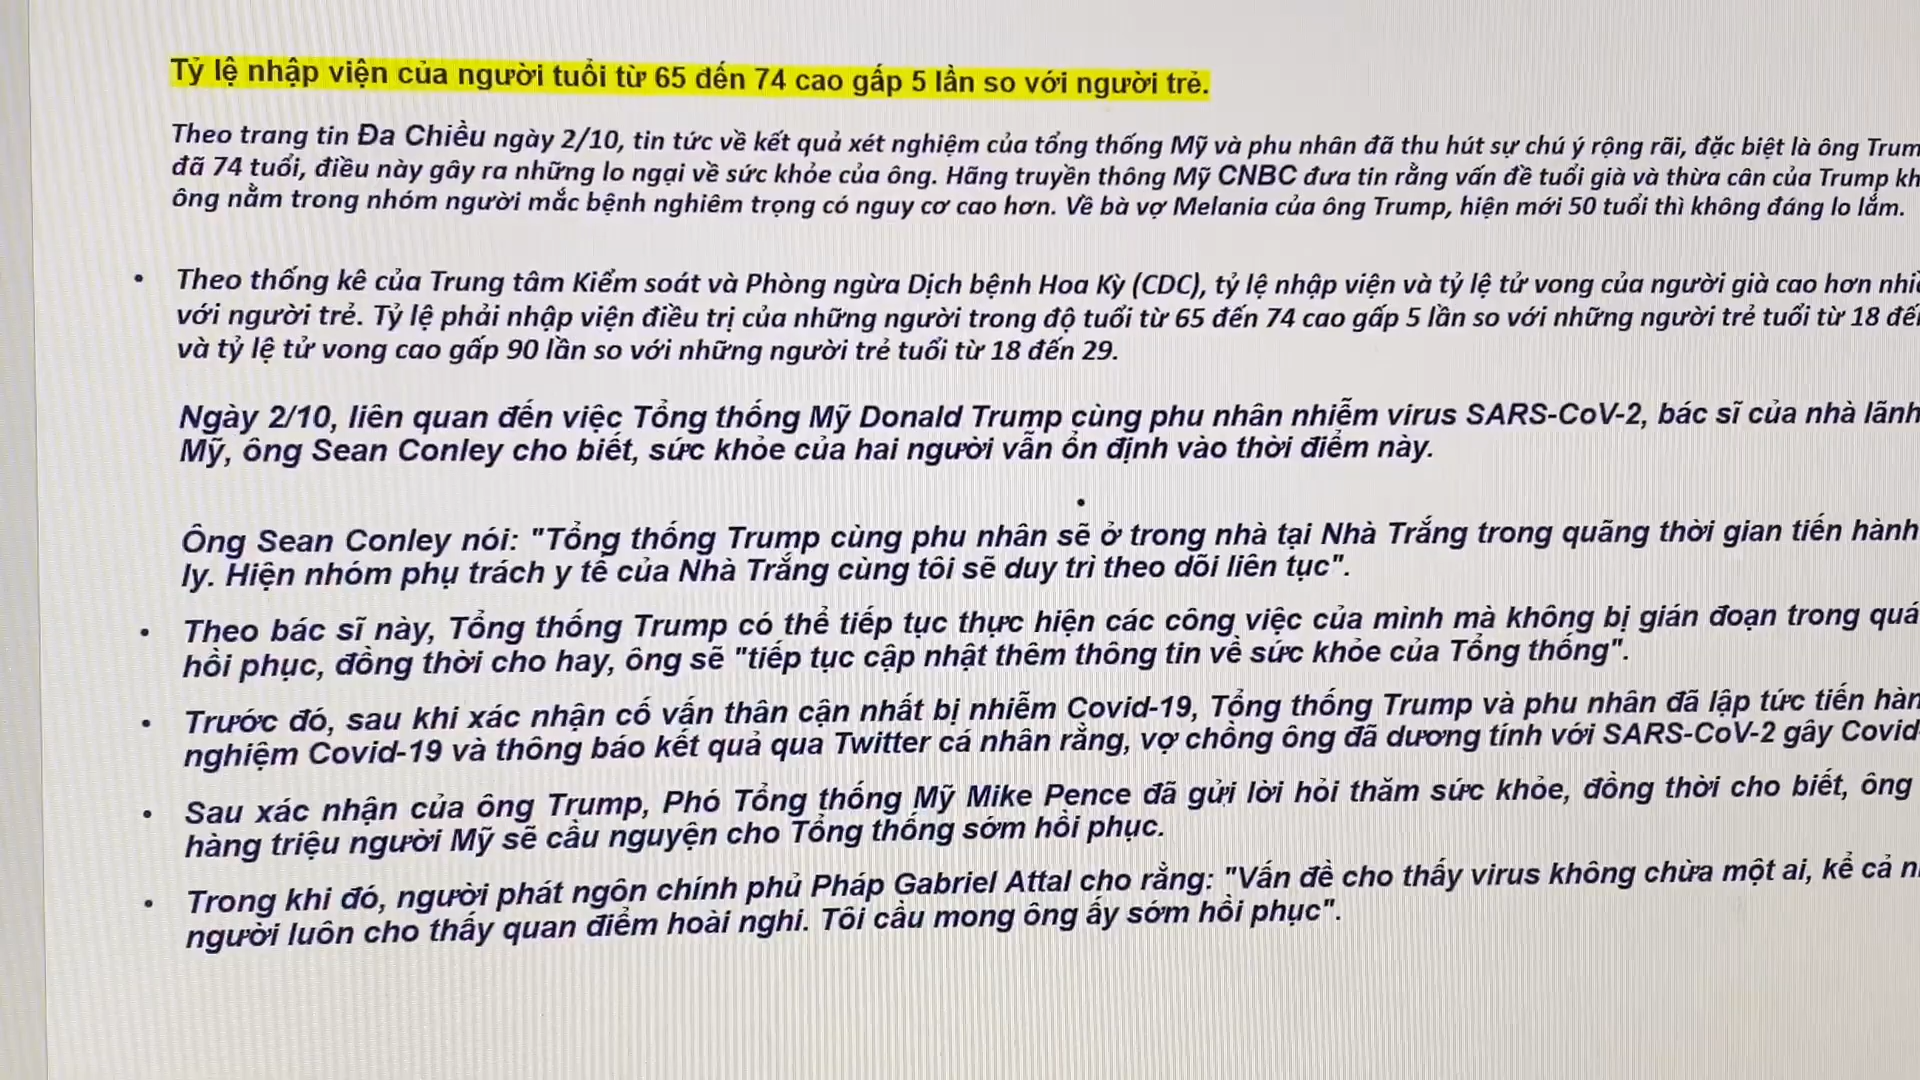 Tỷ lệ nhập viện của người tuổi từ 65 đến 74 cao gấp 5 lần so với người trẻ.
Theo trang tin Đa Chiều ngày 2/10, tin tức về kết quả xét nghiệm của tổng thống Mỹ và phu nhân đã thu hút sự chú ý rộng rãi, đặc biệt là ông Trum
đã 74 tuổi, điều này gây ra những lo ngại về sức khỏe của ông. Hãng truyền thông Mỹ CNBC đưa tin rằng vấn đề tuổi già và thừa cân của Trump kh
ông nằm trong nhóm người mắc bệnh nghiêm trọng có nguy cơ cao hơn. Về bà vợ Melania của ông Trump, hiện mới 50 tuổi thì không đáng lo lắm.
• Theo thống kê của Trung tâm Kiểm soát và Phòng ngừa Dịch bệnh Hoa Kỳ (CDC), tỷ lệ nhập viện và tỷ lệ tử vong của người già cao hơn nhiề
với người trẻ. Tỷ lệ phải nhập viện điều trị của những người trong độ tuổi từ 65 đến 74 cao gấp 5 lần so với những người trẻ tuổi từ 18 đế
và tỷ lệ tử vong cao gấp 90 lần so với những người trẻ tuổi từ 18 đến 29.
Ngày 2/10, liên quan đến việc Tổng thống Mỹ Donald Trump cùng phu nhân nhiễm virus SARS-CoV-2, bác sĩ của nhà lãnh
Mỹ, ông Sean Conley cho biết, sức khỏe của hai người vẫn ổn định vào thời điểm này.
•
Ông Sean Conley nói: "Tổng thống Trump cùng phu nhân sẽ ở trong nhà tại Nhà Trắng trong quãng thời gian tiến hành
ly. Hiện nhóm phụ trách y tế của Nhà Trắng cùng tôi sẽ duy trì theo dõi liên tục".
• Theo bác sĩ này, Tổng thống Trump có thể tiếp tục thực hiện các công việc của mình mà không bị gián đoạn trong quá
hồi phục, đồng thời cho hay, ông sẽ "tiếp tục cập nhật thêm thông tin về sức khỏe của Tổng thống".
• Trước đó, sau khi xác nhận cố vấn thân cận nhất bị nhiễm Covid-19, Tổng thống Trump và phu nhân đã lập tức tiến hàn
nghiệm Covid-19 và thông báo kết quả qua Twitter cá nhân rằng, vợ chồng ông đã dương tính với SARS-CoV-2 gây Covid-
• Sau xác nhận của ông Trump, Phó Tổng thống Mỹ Mike Pence đã gửi lời hỏi thăm sức khỏe, đồng thời cho biết, ông
hàng triệu người Mỹ sẽ cầu nguyện cho Tổng thống sớm hồi phục.
• Trong khi đó, người phát ngôn chính phủ Pháp Gabriel Attal cho rằng: "Vấn đề cho thấy virus không chừa một ai, kể cả n
người luôn cho thấy quan điểm hoài nghi. Tôi cầu mong ông ấy sớm hồi phục".